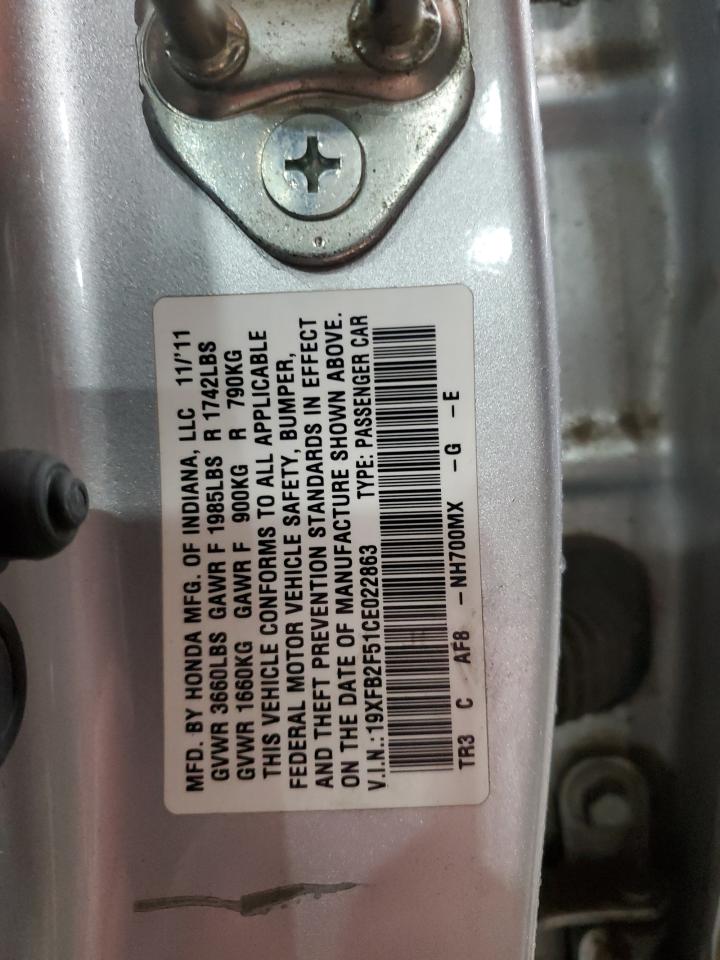 MFD. BY HONDA MFG. OF INDIANA, LLC 11/'11
GVWR 3660LBS GAWR F 1985LBS R 1742LBS
GVWR 1660KG GAWR F 900KG R 790KG
THIS VEHICLE CONFORMS TO ALL APPLICABLE
FEDERAL MOTOR VEHICLE SAFETY, BUMPER,
AND THEFT PREVENTION STANDARDS IN EFFECT
ON THE DATE OF MANUFACTURE SHOWN ABOVE.
V.I.N.:19XFB2F51CE022863 TYPE: PASSENGER CAR
TR3 C AF8 -NH700MX -G -E